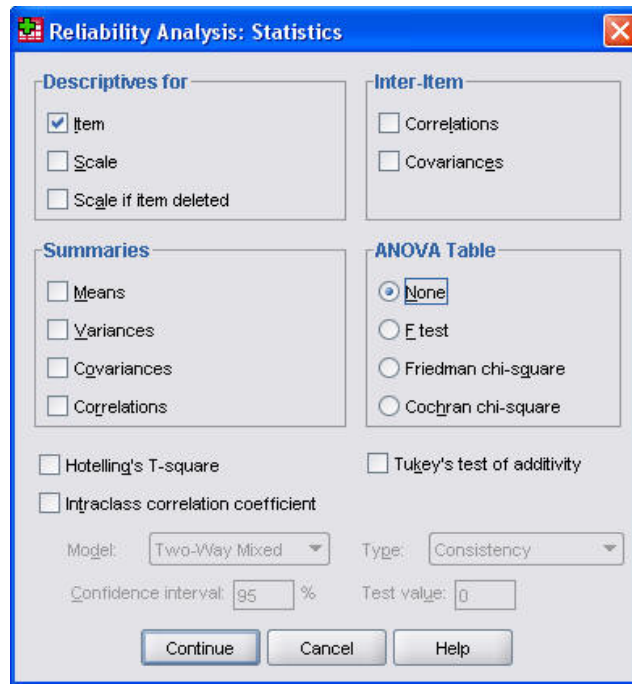 Reliability Analysis: Statistics
Descriptives for
Item
Scale
Scale if item deleted
Inter-Item
Correlations
Covariances
Summaries
Means
Variances
Covariances
Correlations
ANOVA Table
None
F test
Friedman chi-square
Cochran chi-square
Hotelling's T-square
Tukey's test of additivity
Intraclass correlation coefficient
Model: Two-Way Mixed Type: Consistency
Confidence interval: 95 % Test value: 0
Continue Cancel Help